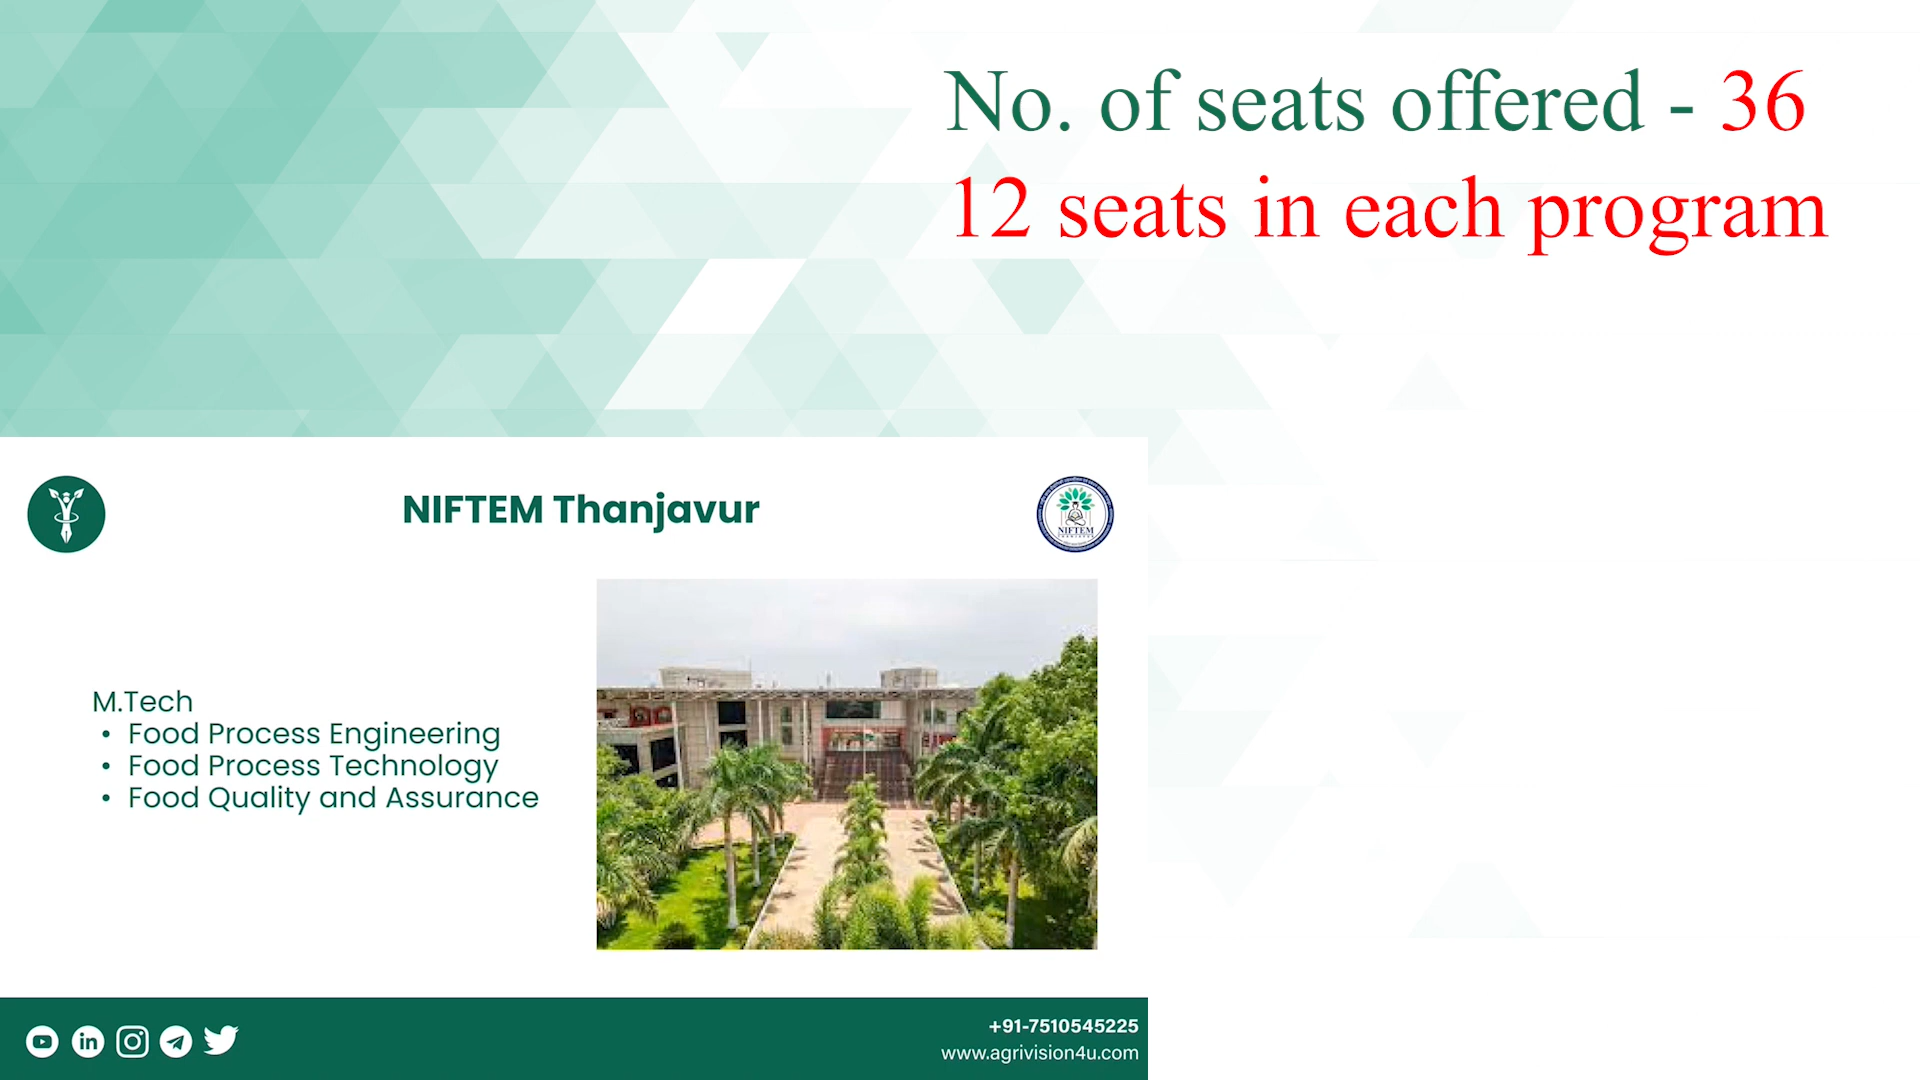 No. of seats offered - 36
12 seats in each program
NIFTEM Thanjavur
NIFTEM
M.Tech
• Food Process Engineering
• Food Process Technology
• Food Quality and Assurance
+91-7510545225
www.agrivision4u.com